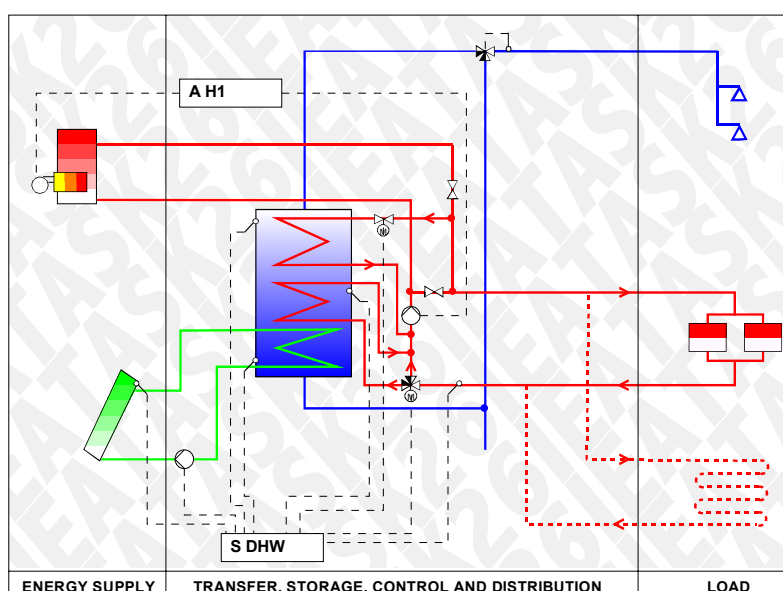 A H1
S DHW
M
M
ENERGY SUPPLY
TRANSFER, STORAGE, CONTROL AND DISTRIBUTION
LOAD